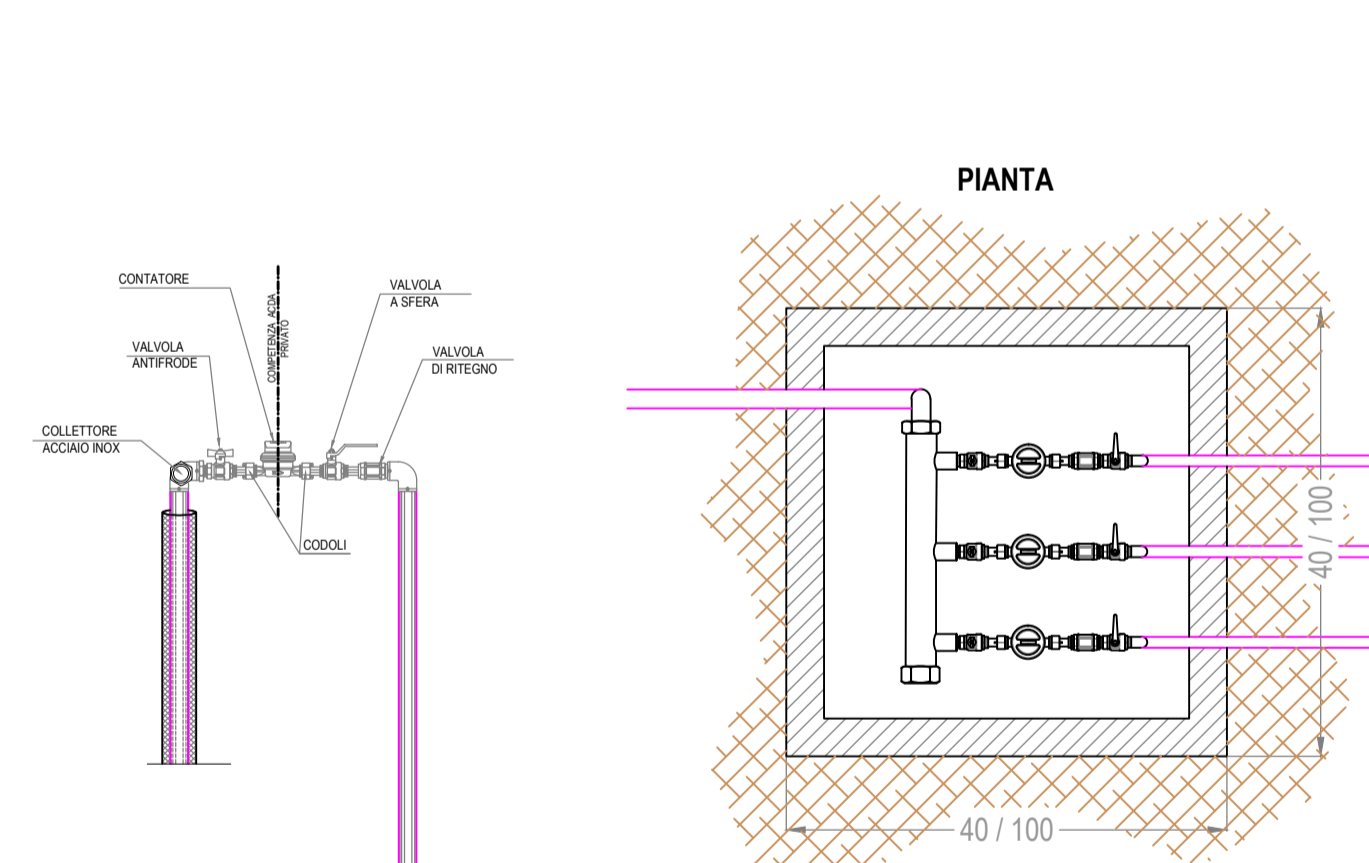 PIANTA
CONTATORE
VALVOLA
A SFERA
COMPETENZA ACDA
PRIVATO
VALVOLA
ANTIFRODE
VALVOLA
DI RITEGNO
COLLETTORE
ACCIAIO INOX
CODOLI
40 / 100
40 / 100